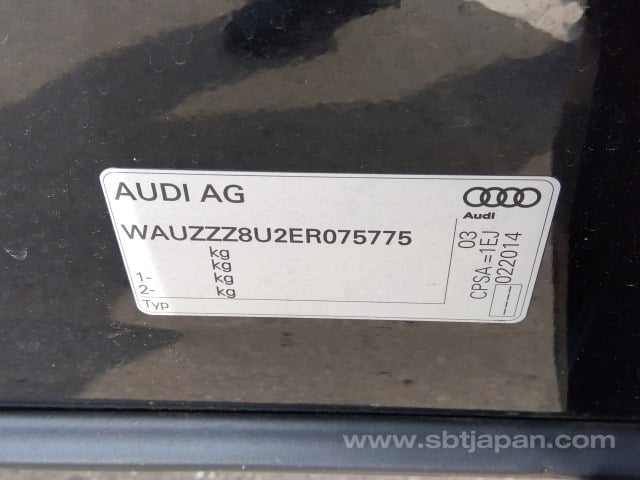 AUDI AG
Audi
WAUZZZ8U2ER075775
kg
kg
1- kg
2- kg
Typ
03
CPSA =1EJ
----022014
www.sbtjapan.com